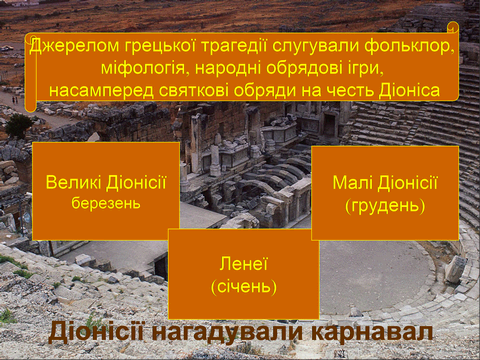 Джерелом грецької трагедії слугували фольклор,
міфологія, народні обрядові ігри,
насамперед святкові обряди на честь Діоніса
Великі Діонісії
березень
Малі Діонісії
(грудень)
Ленеї
(січень)
Діонісії нагадували карнавал